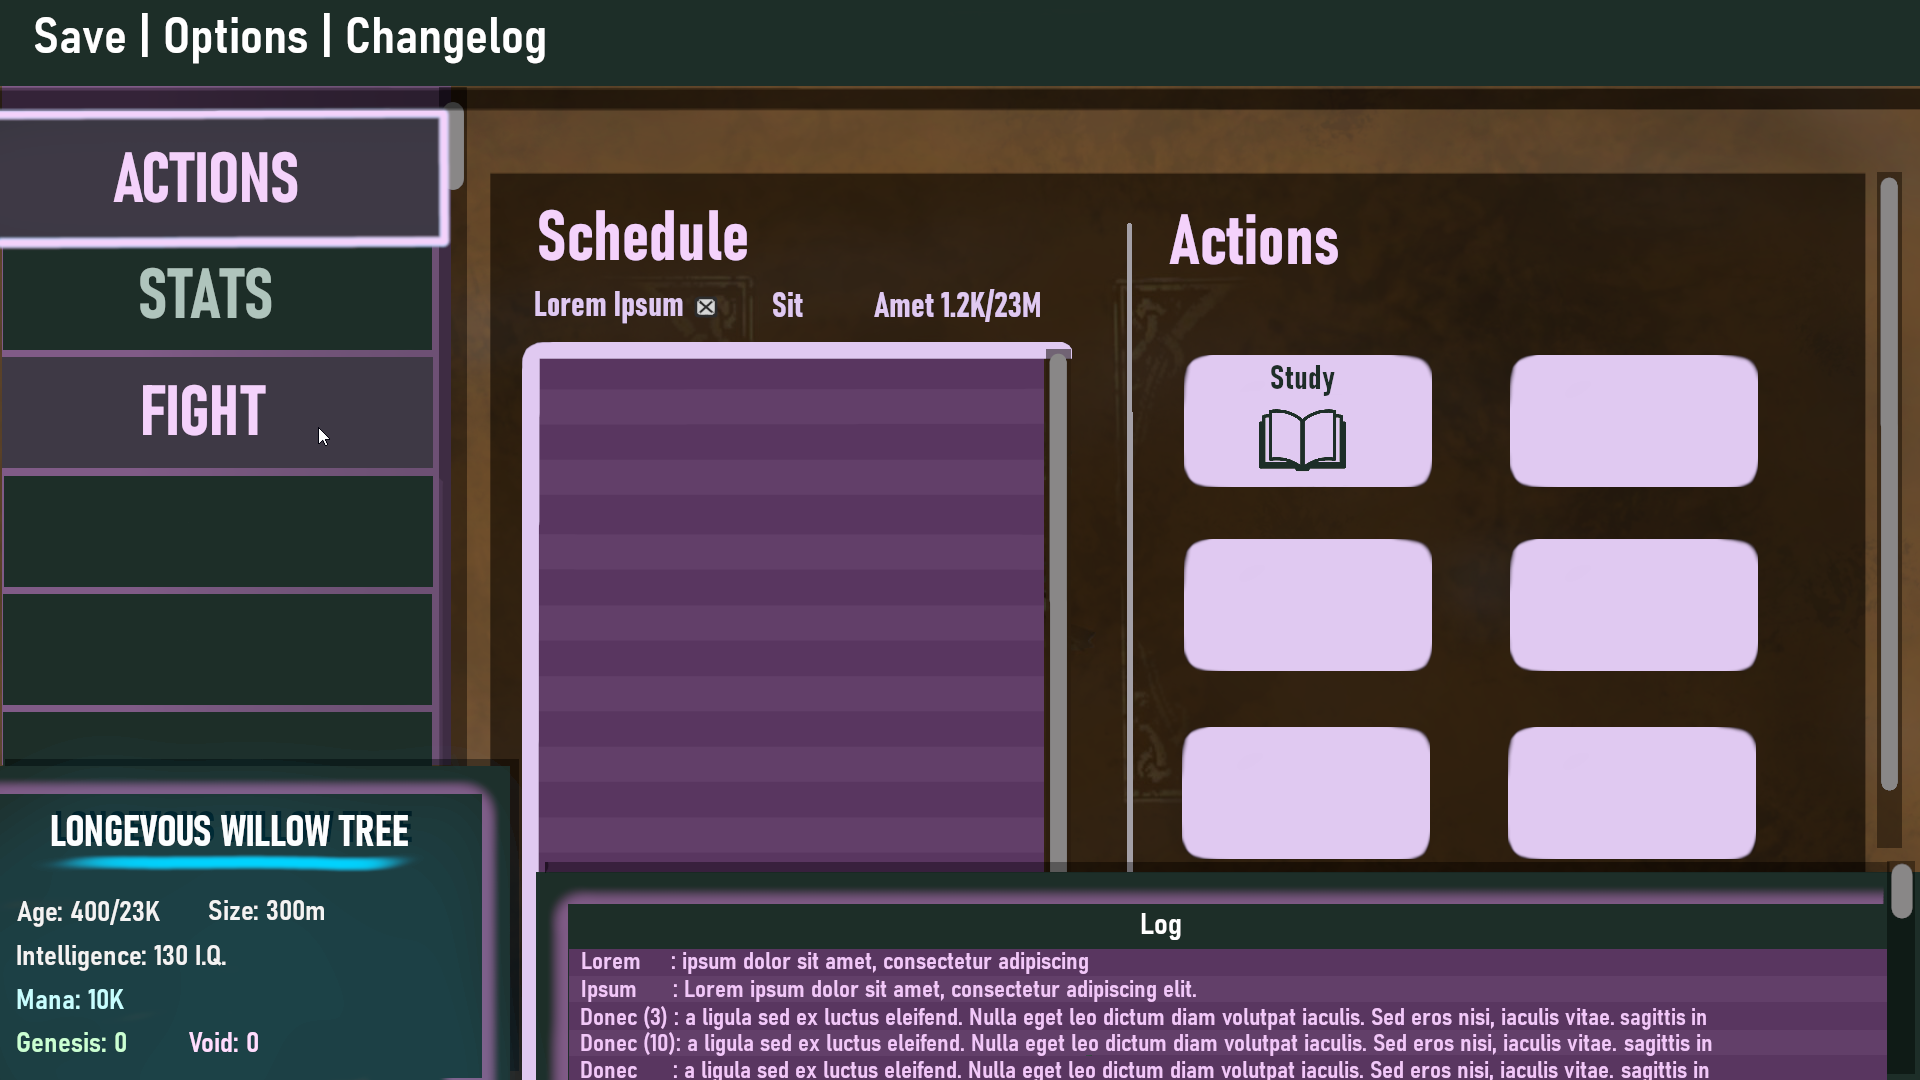 Save | Options | Changelog
ACTIONS
STATS
FIGHT
Schedule
Lorem Ipsum Sit Amet 1.2K/23M
Actions
Study
LONGEVOUS WILLOW TREE
Age: 400/23K Size: 300m
Intelligence: 130 I.Q.
Mana: 10K
Genesis: 0 Void: 0
Log
Lorem : ipsum dolor sit amet, consectetur adipiscing
Ipsum : Lorem ipsum dolor sit amet, consectetur adipiscing elit.
Donec (3) : a ligula sed ex luctus eleifend. Nulla eget leo dictum diam volutpat iaculis. Sed eros nisi, iaculis vitae. sagittis in
Donec (10): a ligula sed ex luctus eleifend. Nulla eget leo dictum diam volutpat iaculis. Sed eros nisi, iaculis vitae. sagittis in
Donec : a ligula sed ex luctus eleifend. Nulla eget leo dictum diam volutpat iaculis. Sed eros nisi, iaculis vitae. sagittis in